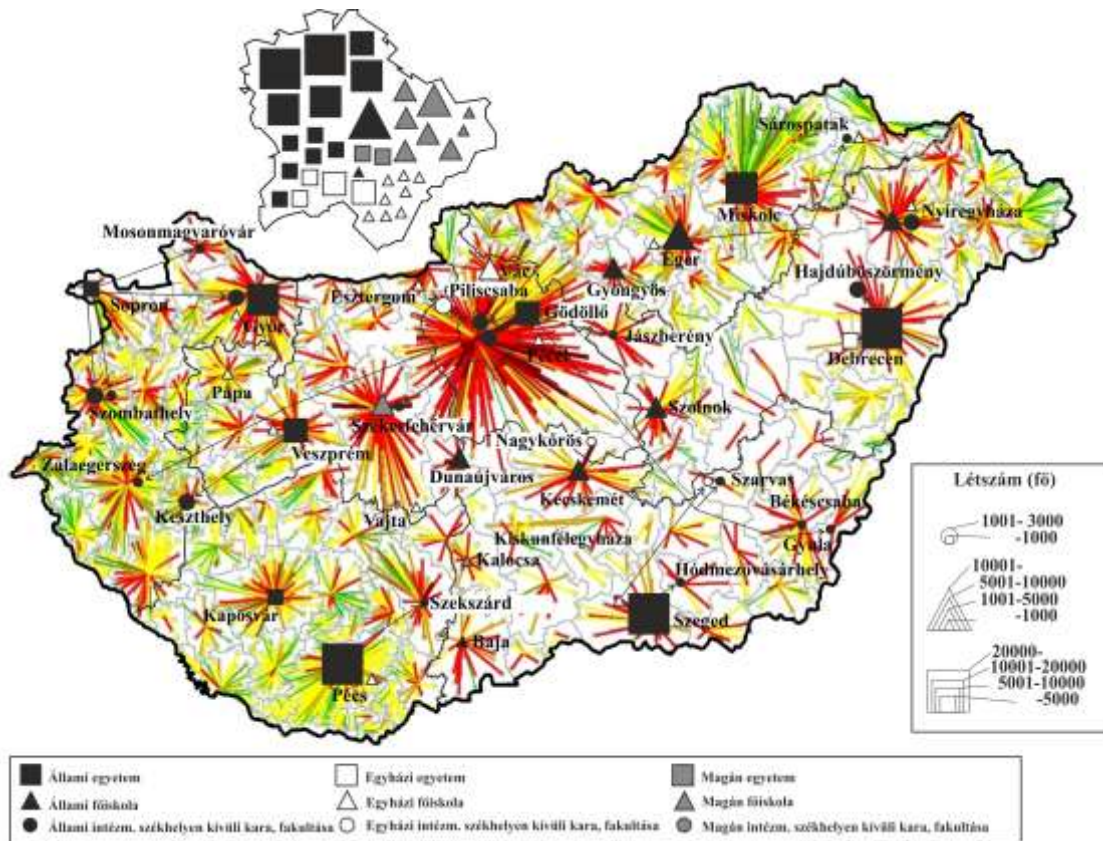 Sárospatak
Miskolc
Nyíregyháza
Mosonmagyaróvár
Eger
Vác
Hajdúböszörmény
Esztergom
Piliscsaba
Gyöngyös
Sopron
Gödöllő
Győr
Jászberény
Pécel
Debrecen
Pápa
Szombathely
Székesfehérvár
Szolnok
Veszprém
Nagykőrös
Zalaegerszeg
Dunaújváros
Szarvas
Létszám (fő)
Kecskemét
Békéscsaba
Keszthely
Vajta
1001- 3000
-1000
Kiskunfélegyháza
Gyula
Kalocsa
10001-
5001-10000
1001-5000
-1000
Hódmezővásárhely
Kaposvár
Szekszárd
Szeged
Baja
20000-
10001-20000
5001-10000
-5000
Pécs
Állami egyetem
Egyházi egyetem
Magán egyetem
Állami főiskola
Egyházi főiskola
Magán főiskola
Állami intézm. székhelyen kívüli kara, fakultása
Egyházi intézm. székhelyen kívüli kara, fakultása
Magán intézm. székhelyen kívüli kara, fakultása